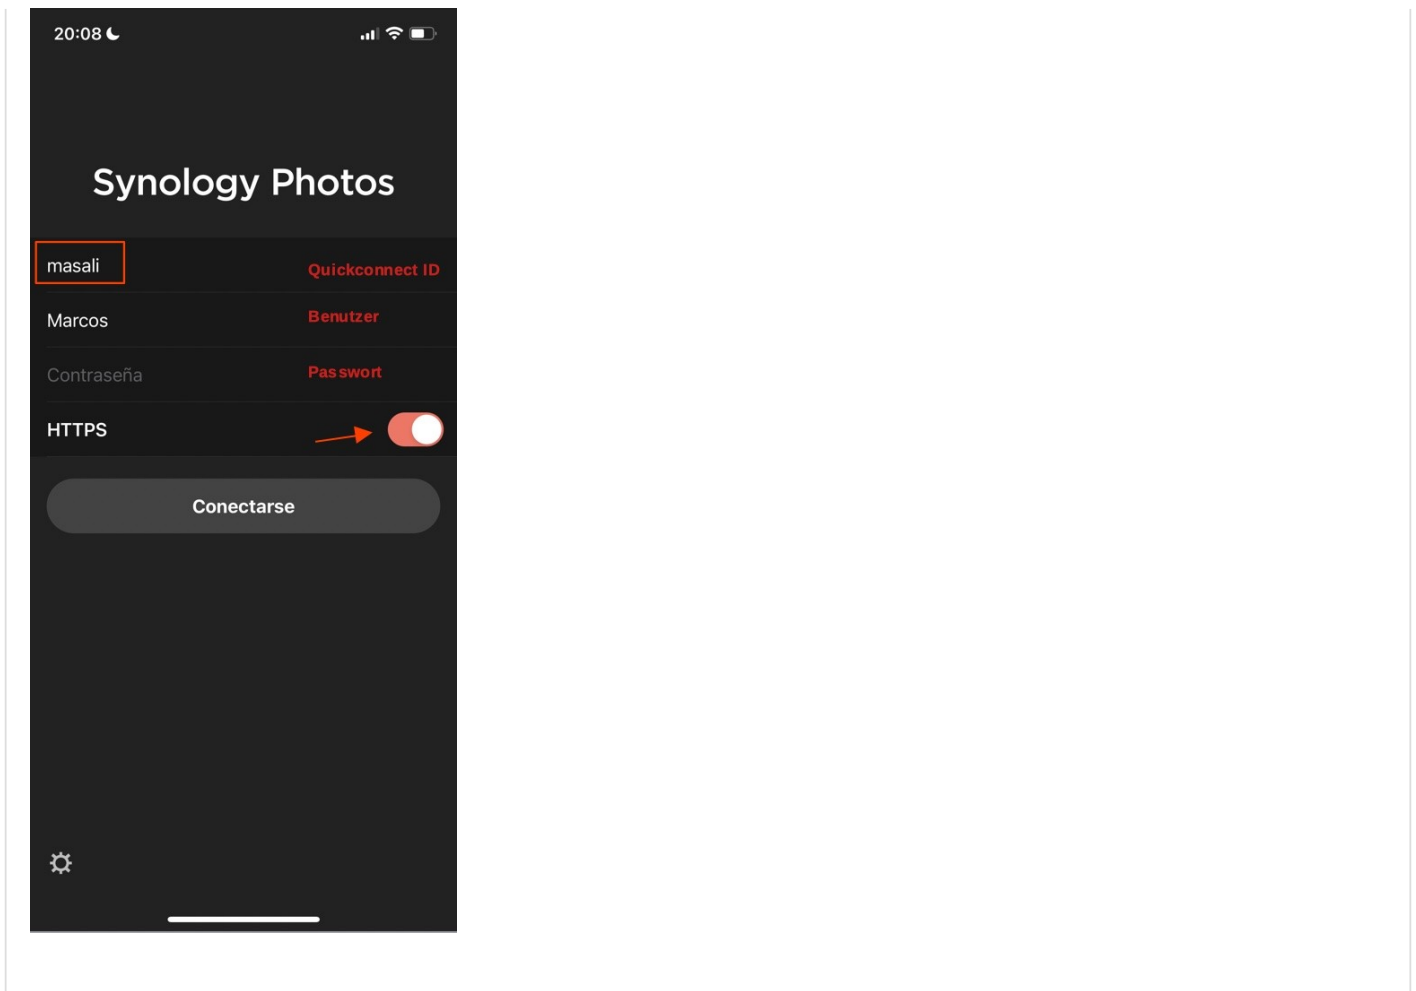 20:08
Synology Photos
masali Quickconnect ID
Marcos Benutzer
Contraseña Passwort
HTTPS
Conectarse